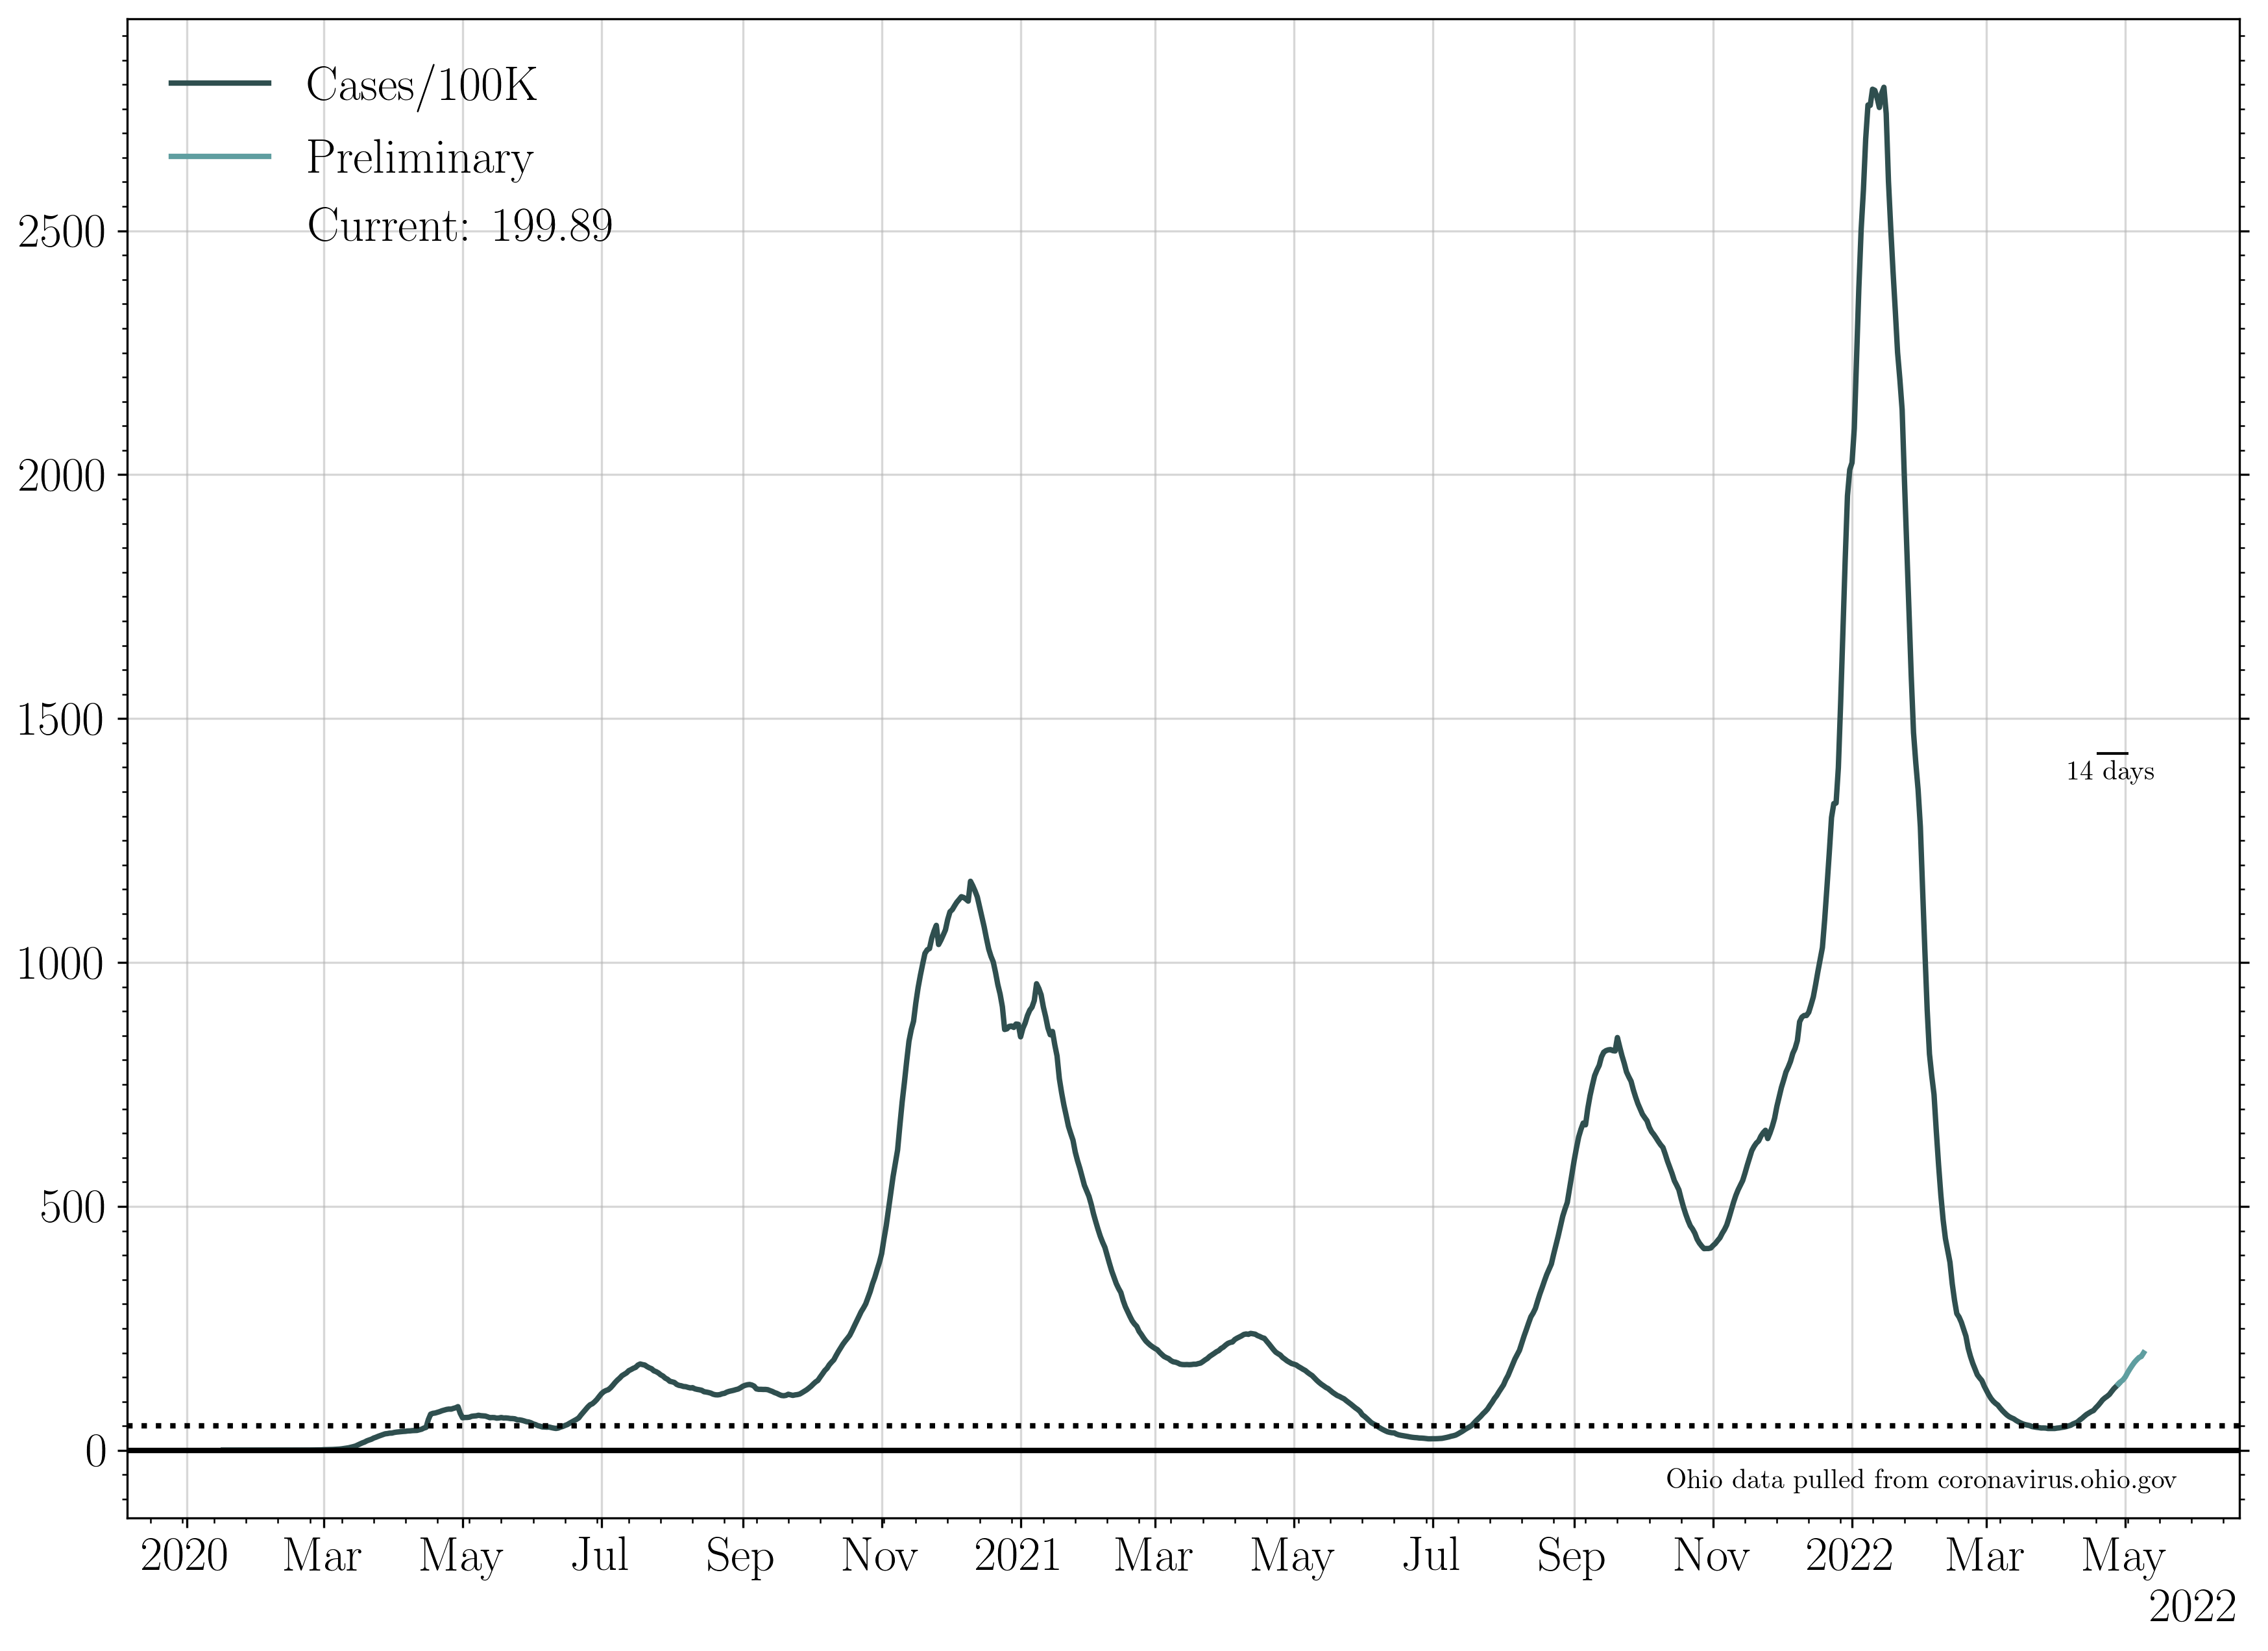 Cases/100K
Preliminary
Current: 199.89
2500
2000
1500
1000
500
0
14 days
Ohio data pulled from coronavirus.ohio.gov
2020 Mar May Jul Sep Nov 2021 Mar May Jul Sep Nov 2022 Mar May
2022